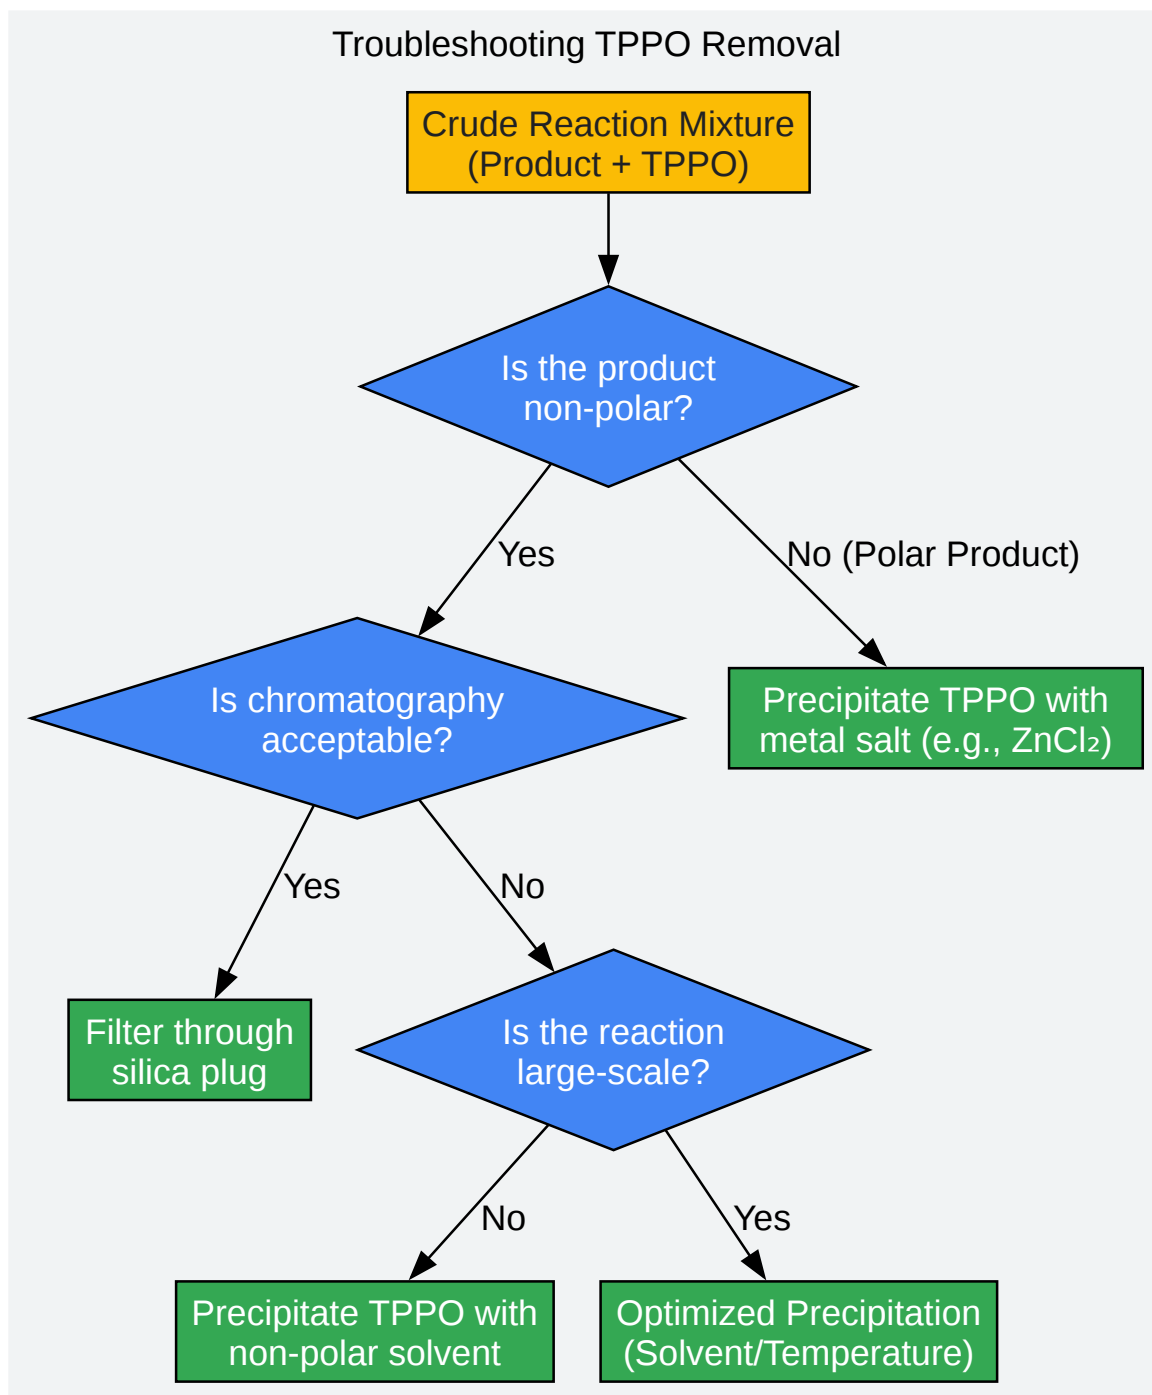 Troubleshooting TPPO Removal
Crude Reaction Mixture
(Product + TPPO)
Is the product
non-polar?
Yes
No (Polar Product)
Is chromatography
acceptable?
Precipitate TPPO with
metal salt (e.g., ZnCl₂)
Yes
No
Filter through
silica plug
Is the reaction
large-scale?
No
Yes
Precipitate TPPO with
non-polar solvent
Optimized Precipitation
(Solvent/Temperature)